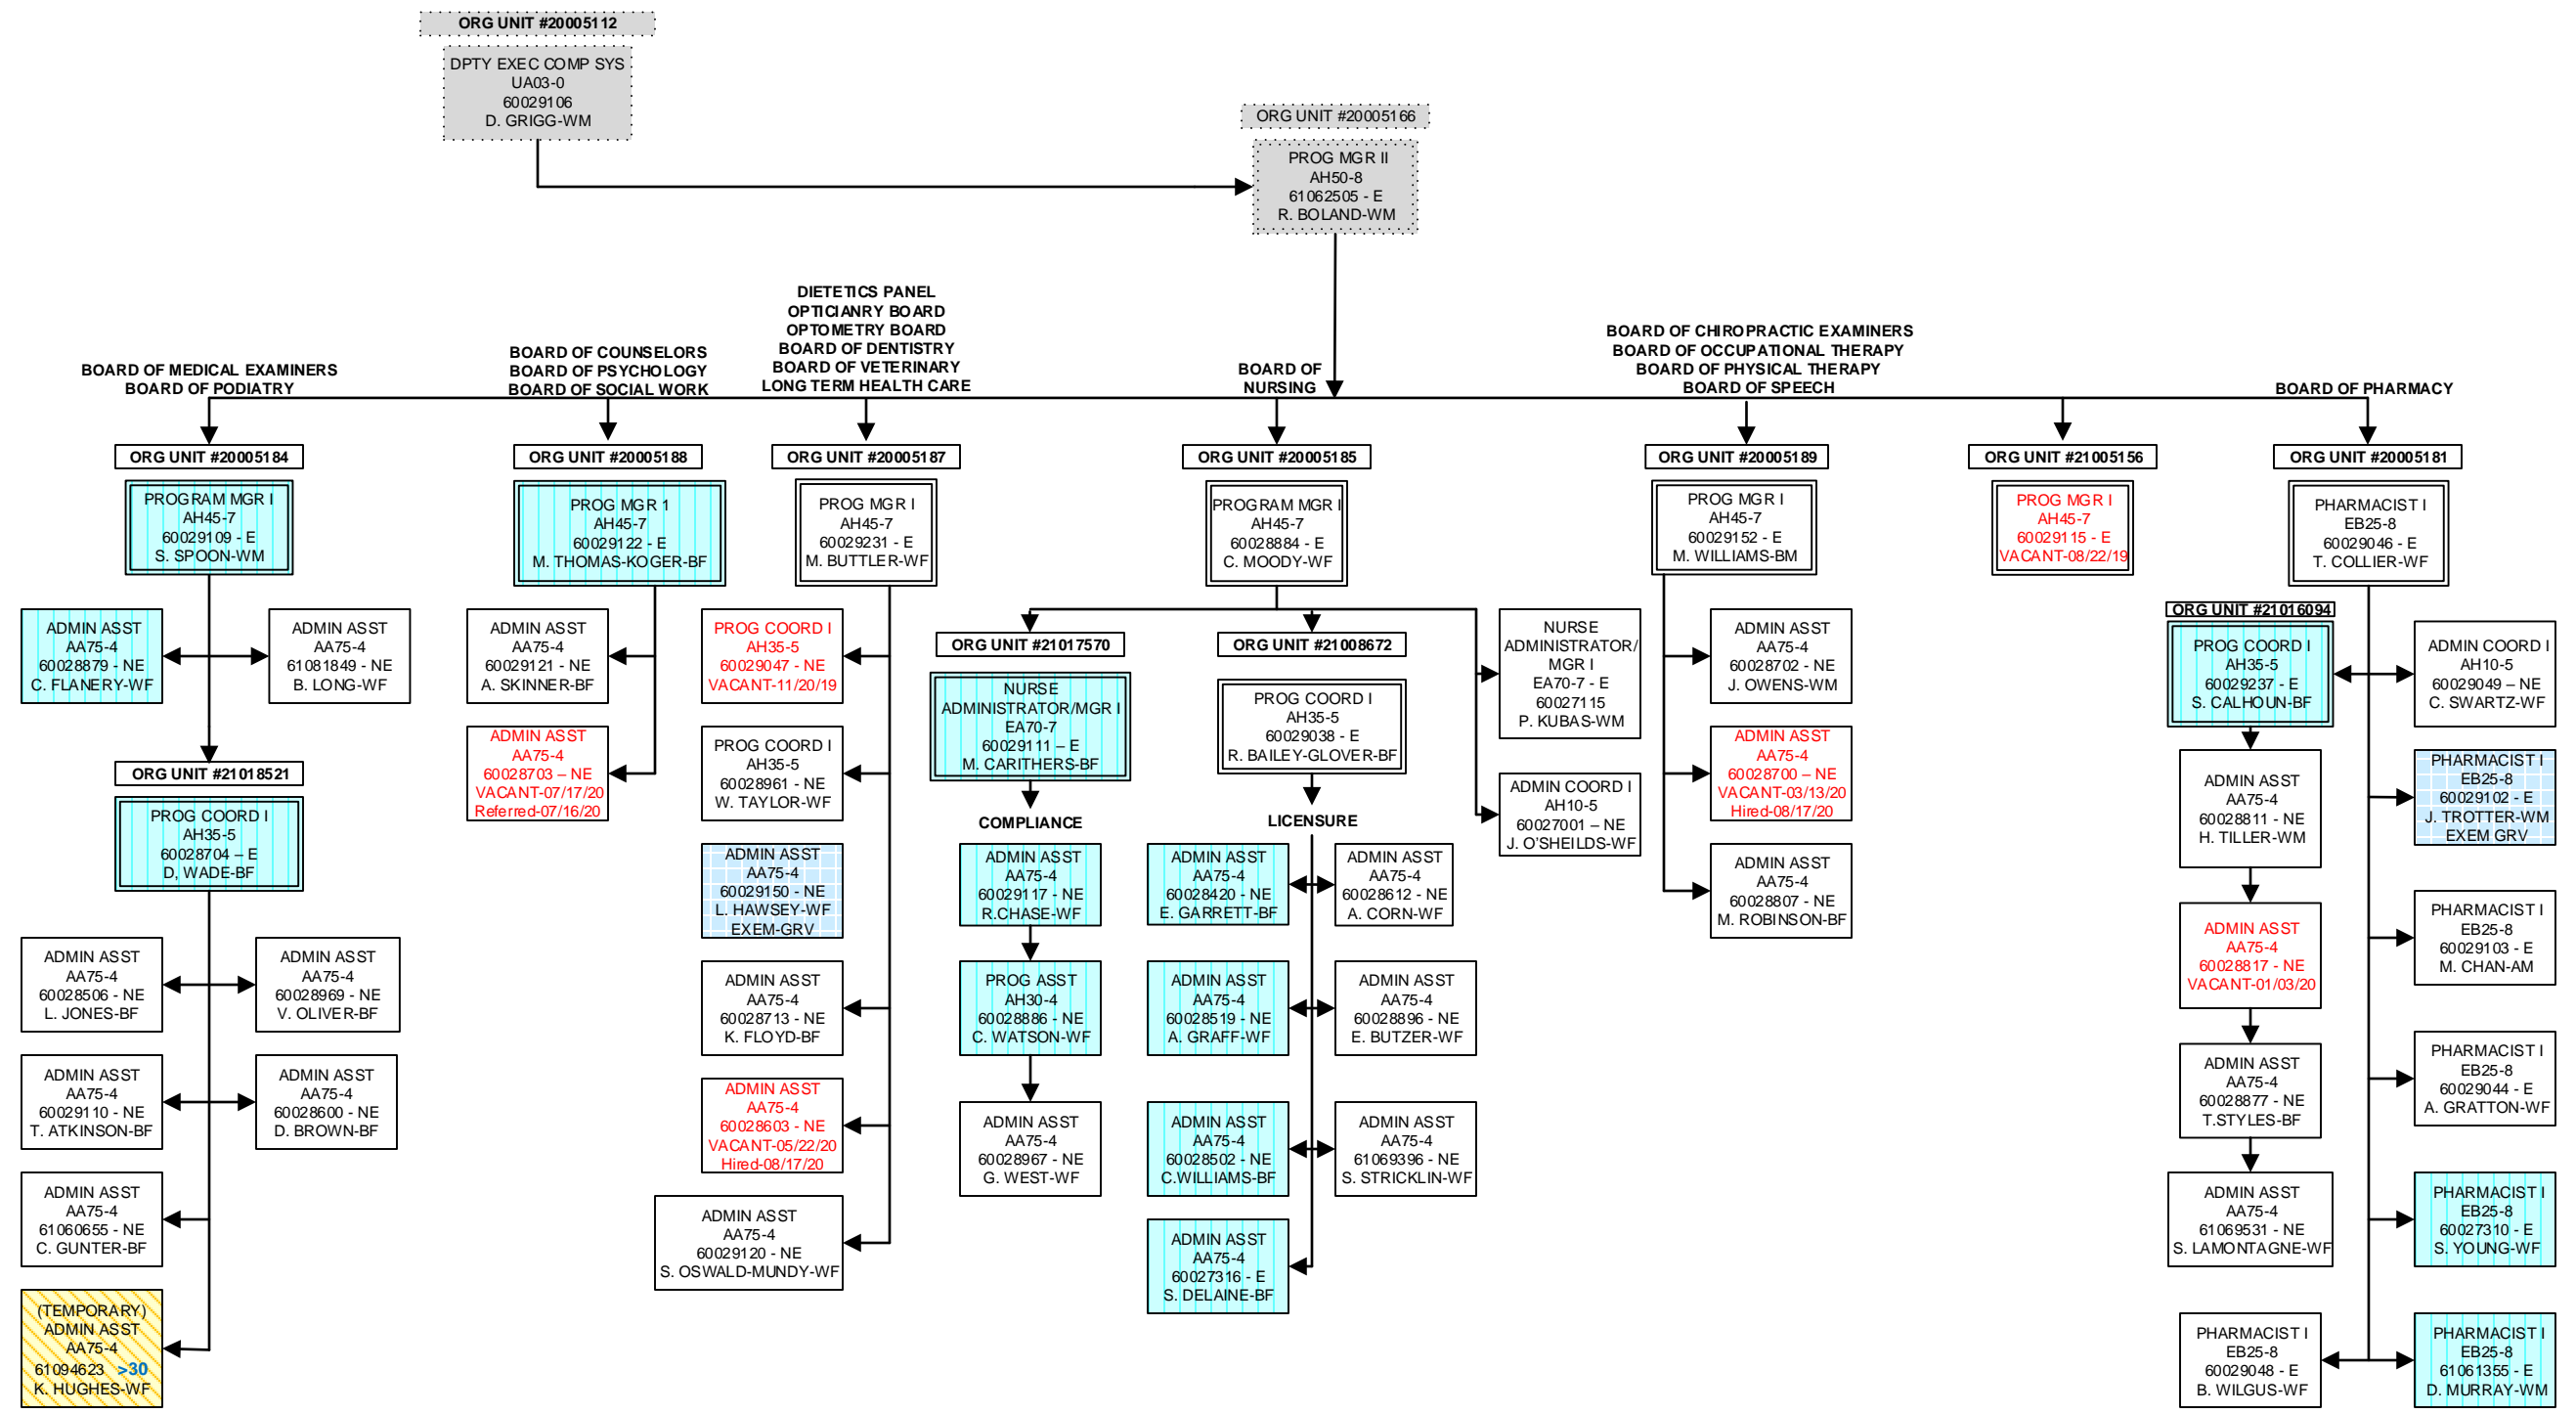 ORG UNIT #20005112
DPTY EXEC COMP SYS
UA03-0
60029106
D. GRIGG-WM
ORG UNIT #20005166
PROG MGR II
AH50-8
61062505 - E
R. BOLAND-WM
BOARD OF MEDICAL EXAMINERS
BOARD OF PODIATRY
BOARD OF COUNSELORS
BOARD OF PSYCHOLOGY
BOARD OF SOCIAL WORK
DIETETICS PANEL
OPTICIANRY BOARD
OPTOMETRY BOARD
BOARD OF DENTISTRY
BOARD OF VETERINARY
LONG TERM HEALTH CARE
BOARD OF
NURSING
BOARD OF CHIROPRACTIC EXAMINERS
BOARD OF OCCUPATIONAL THERAPY
BOARD OF PHYSICAL THERAPY
BOARD OF SPEECH
BOARD OF PHARMACY
ORG UNIT #20005184
PROGRAM MGR I
AH45-7
60029109 - E
S. SPOON-WM
ADMIN ASST
AA75-4
60028879 - NE
C. FLANERY-WF
ADMIN ASST
AA75-4
61081849 - NE
B. LONG-WF
ORG UNIT #21018521
PROG COORD I
AH35-5
60028704 – E
D, WADE-BF
ADMIN ASST
AA75-4
60028506 - NE
L. JONES-BF
ADMIN ASST
AA75-4
60028969 - NE
V. OLIVER-BF
ADMIN ASST
AA75-4
60029110 - NE
T. ATKINSON-BF
ADMIN ASST
AA75-4
60028600 - NE
D. BROWN-BF
ADMIN ASST
AA75-4
61060655 - NE
C. GUNTER-BF
(TEMPORARY)
ADMIN ASST
AA75-4
61094623 >30
K. HUGHES-WF
ORG UNIT #20005188
PROG MGR 1
AH45-7
60029122 - E
M. THOMAS-KOGER-BF
ADMIN ASST
AA75-4
60029121 - NE
A. SKINNER-BF
ADMIN ASST
AA75-4
60028703 – NE
VACANT-07/17/20
Referred-07/16/20
ORG UNIT #20005187
PROG MGR I
AH45-7
60029231 - E
M. BUTTLER-WF
PROG COORD I
AH35-5
60029047 - NE
VACANT-11/20/19
PROG COORD I
AH35-5
60028961 - NE
W. TAYLOR-WF
ADMIN ASST
AA75-4
60029150 - NE
L. HAWSEY-WF
EXEM-GRV
ADMIN ASST
AA75-4
60028713 - NE
K. FLOYD-BF
ADMIN ASST
AA75-4
60028603 - NE
VACANT-05/22/20
Hired-08/17/20
ADMIN ASST
AA75-4
60029120 - NE
S. OSWALD-MUNDY-WF
ORG UNIT #20005185
PROGRAM MGR I
AH45-7
60028884 - E
C. MOODY-WF
ORG UNIT #21017570
NURSE
ADMINISTRATOR/MGR I
EA70-7
60029111 – E
M. CARITHERS-BF
COMPLIANCE
ADMIN ASST
AA75-4
60029117 - NE
R.CHASE-WF
PROG ASST
AH30-4
60028886 - NE
C. WATSON-WF
ADMIN ASST
AA75-4
60028967 - NE
G. WEST-WF
ORG UNIT #21008672
PROG COORD I
AH35-5
60029038 - E
R. BAILEY-GLOVER-BF
LICENSURE
ADMIN ASST
AA75-4
60028420 - NE
E. GARRETT-BF
ADMIN ASST
AA75-4
60028612 - NE
A. CORN-WF
ADMIN ASST
AA75-4
60028519 - NE
A. GRAFF-WF
ADMIN ASST
AA75-4
60028896 - NE
E. BUTZER-WF
ADMIN ASST
AA75-4
60028502 - NE
C.WILLIAMS-BF
ADMIN ASST
AA75-4
61069396 - NE
S. STRICKLIN-WF
ADMIN ASST
AA75-4
60027316 - E
S. DELAINE-BF
NURSE
ADMINISTRATOR/
MGR I
EA70-7 - E
60027115
P. KUBAS-WM
ADMIN COORD I
AH10-5
60027001 – NE
J. O'SHEILDS-WF
ORG UNIT #20005189
PROG MGR I
AH45-7
60029152 - E
M. WILLIAMS-BM
ADMIN ASST
AA75-4
60028702 - NE
J. OWENS-WM
ADMIN ASST
AA75-4
60028700 – NE
VACANT-03/13/20
Hired-08/17/20
ADMIN ASST
AA75-4
60028807 - NE
M. ROBINSON-BF
ORG UNIT #21005156
PROG MGR I
AH45-7
60029115 - E
VACANT-08/22/19
ORG UNIT #20005181
PHARMACIST I
EB25-8
60029046 - E
T. COLLIER-WF
ORG UNIT #21016094
PROG COORD I
AH35-5
60029237 - E
S. CALHOUN-BF
ADMIN COORD I
AH10-5
60029049 – NE
C. SWARTZ-WF
ADMIN ASST
AA75-4
60028811 - NE
H. TILLER-WM
PHARMACIST I
EB25-8
60029102 - E
J. TROTTER-WM
EXEM GRV
ADMIN ASST
AA75-4
60028817 - NE
VACANT-01/03/20
PHARMACIST I
EB25-8
60029103 - E
M. CHAN-AM
ADMIN ASST
AA75-4
60028877 - NE
T.STYLES-BF
PHARMACIST I
EB25-8
60029044 - E
A. GRATTON-WF
ADMIN ASST
AA75-4
61069531 - NE
S. LAMONTAGNE-WF
PHARMACIST I
EB25-8
60027310 - E
S. YOUNG-WF
PHARMACIST I
EB25-8
60029048 - E
B. WILGUS-WF
PHARMACIST I
EB25-8
61061355 - E
D. MURRAY-WM